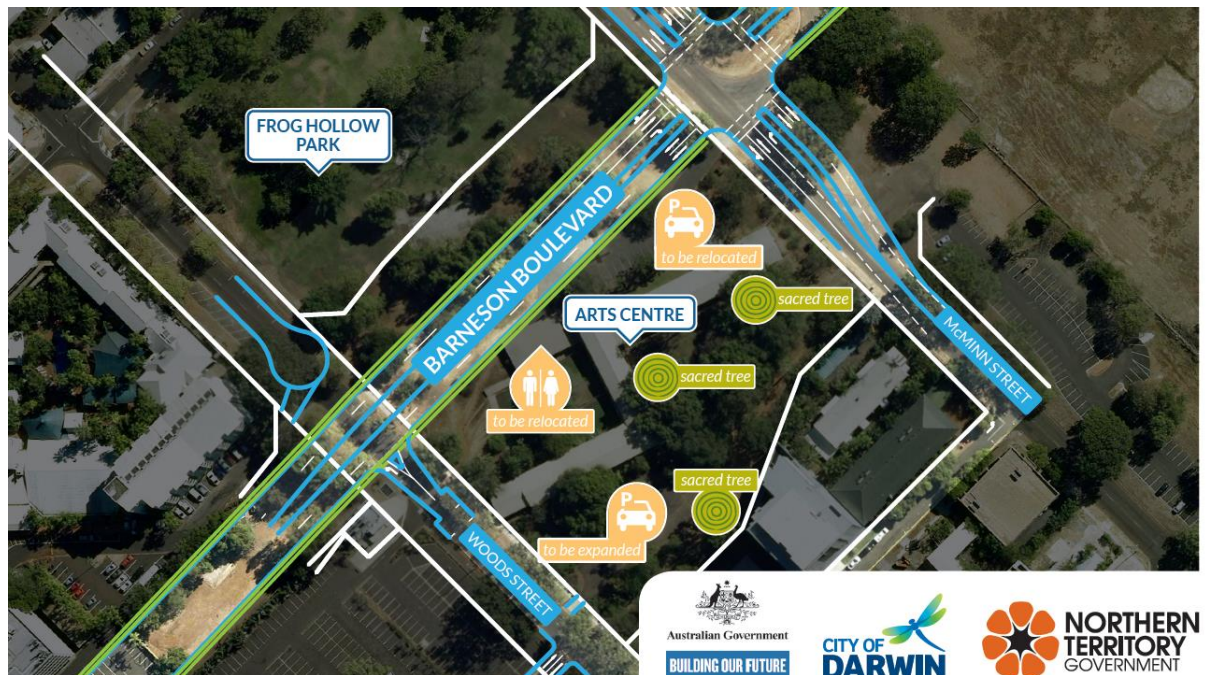 FROG HOLLOW
PARK
BARNESON BOULEVARD
P
to be relocated
sacred tree
ARTS CENTRE
McMINN STREET
sacred tree
to be relocated
sacred tree
P
to be expanded
WOODS STREET
Australian Government
BUILDING OUR FUTURE
CITY OF
DARWIN
NORTHERN
TERRITORY
GOVERNMENT